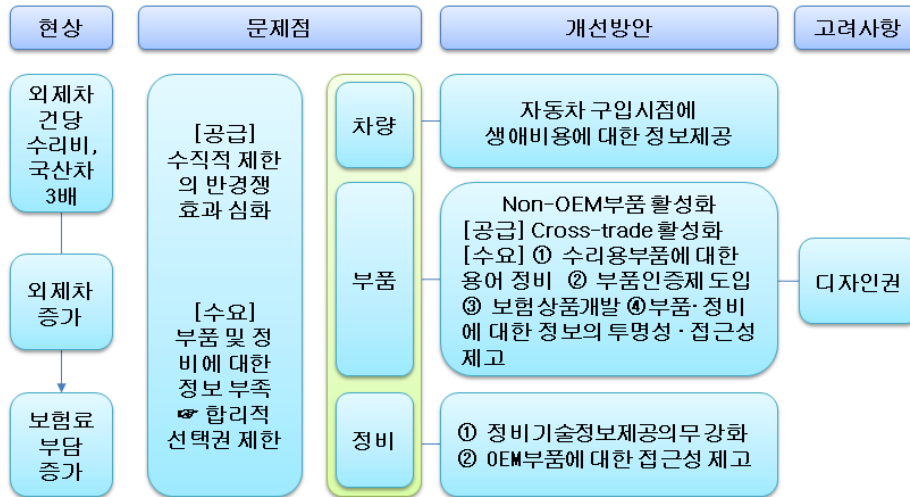 현상
문제점
개선방안
고려사항
외제차
건당
수리비,
국산차
3배
외제차
증가
보험료
부담
증가
[공급]
수직적 제한
의 반경쟁
효과 심화
[수요]
부품 및 정
비에 대한
정보 부족
☞ 합리적
선택권 제한
차량
자동차 구입시점에
생애비용에 대한 정보제공
부품
Non-OEM부품 활성화
[공급] Cross-trade 활성화
[수요] ① 수리용부품에 대한
용어 정비 ② 부품인증제 도입
③ 보험상품개발 ④부품·정비
에 대한 정보의 투명성·접근성
제고
디자인권
정비
① 정비기술정보제공의무강화
② OEM부품에 대한 접근성 제고